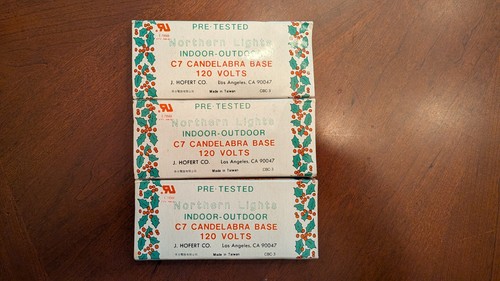 PRE-TESTED
Northern Lights
INDOOR-OUTDOOR
C7 CANDELABRA BASE
120 VOLTS
J. HOFERT CO. Los Angeles, CA 90047
Made in Taiwan
PRE-TESTED
Northern Lights
INDOOR-OUTDOOR
C7 CANDELABRA BASE
120 VOLTS
J. HOFERT CO. Los Angeles, CA 90047
Made in Taiwan
PRE-TESTED
Northern Lights
INDOOR-OUTDOOR
C7 CANDELABRA BASE
120 VOLTS
J. HOFERT CO. Los Angeles, CA 90047
Made in Taiwan